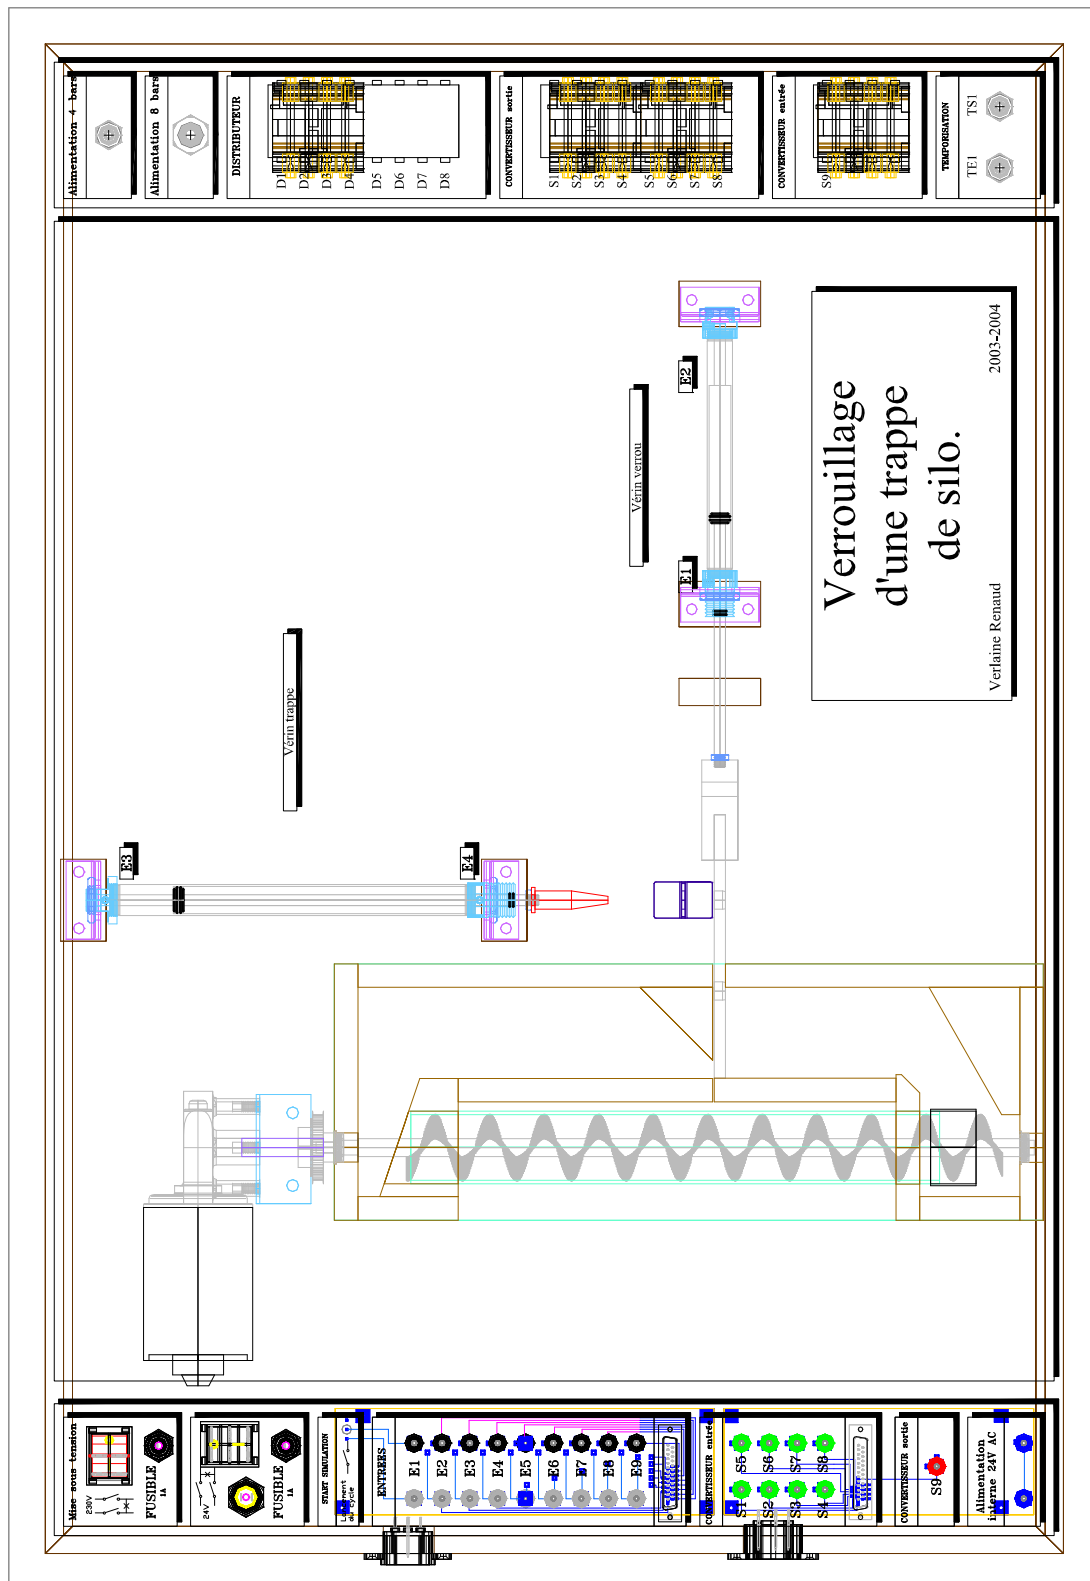 Alimentation 4 bars
Alimentation 8 bars
DISTRIBUTEUR
D1
D2
D3
D4
D5
D6
D7
D8
CONVERTISSEUR sortie
S1
S2
S3
S4
S5
S6
S7
S8
CONVERTISSEUR entrée
S9
TEMPORISATION
TE1
TS1
Verrouillage
d'une trappe
de silo.
Verlaine Renaud
2003-2004
E2
Vérin verrou
E1
Vérin trappe
E3
E4
Mise sous tension
230V
FUSIBLE
1A
24V
FUSIBLE
1A
START SIMULATION
Lancement
du cycle
ENTREES
E1
E2
E3
E4
E5
E6
E7
E8
E9
CONVERTISSEUR entrée
S5
S6
S7
S8
S1
S2
S3
S4
CONVERTISSEUR sortie
S9
Alimentation
interne 24V AC